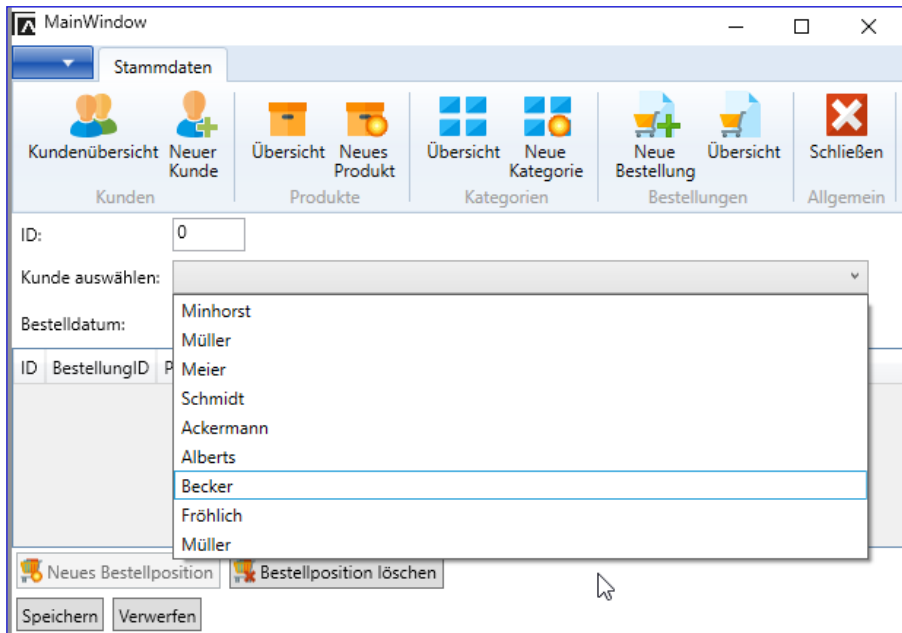 MainWindow
Stammdaten
Kundenübersicht Neuer Kunde Übersicht Neues Produkt Übersicht Neue Kategorie Neue Bestellung Übersicht Schließen
Kunden Produkte Kategorien Bestellungen Allgemein
ID: 0
Kunde auswählen:
Minhorst
Bestelldatum:
Müller
ID BestellungID P Meier
Schmidt
Ackermann
Alberts
Becker
Fröhlich
Müller
Neues Bestellposition Bestellposition löschen
Speichern Verwerfen